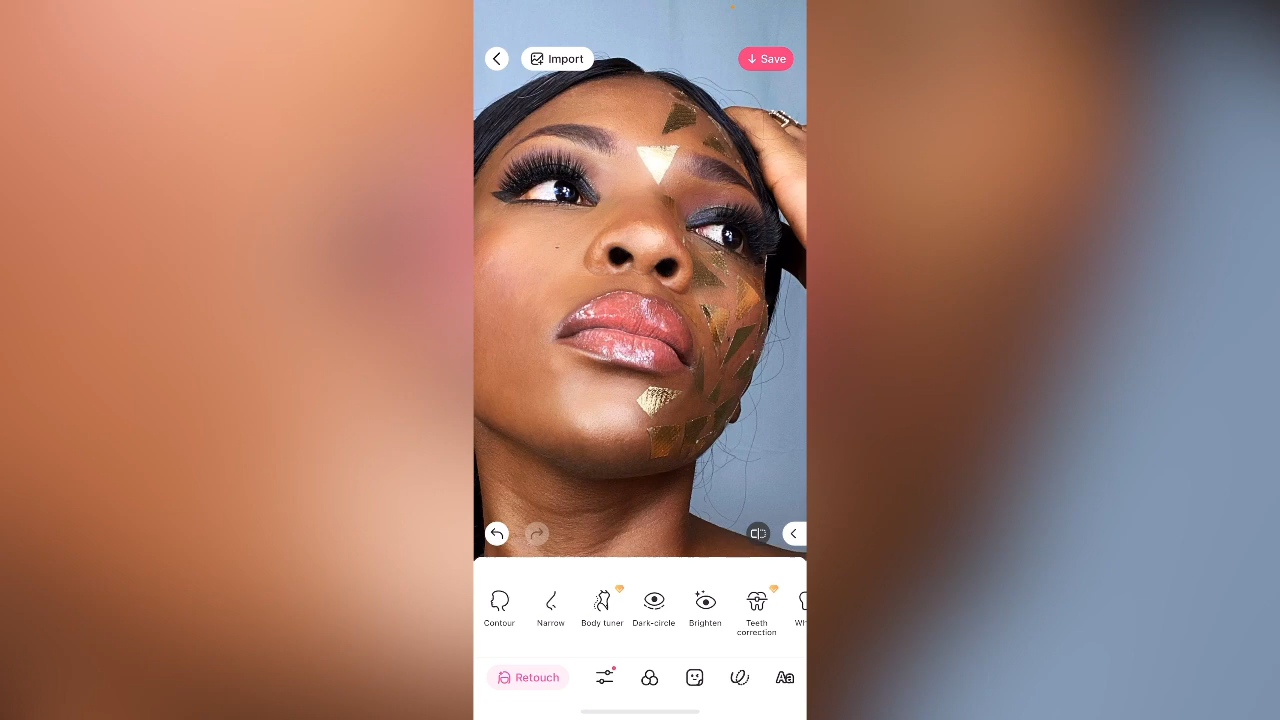 Import
Save
Contour
Narrow
Body tuner
Dark-circle
Brighten
Teeth
correction
Retouch
Aa